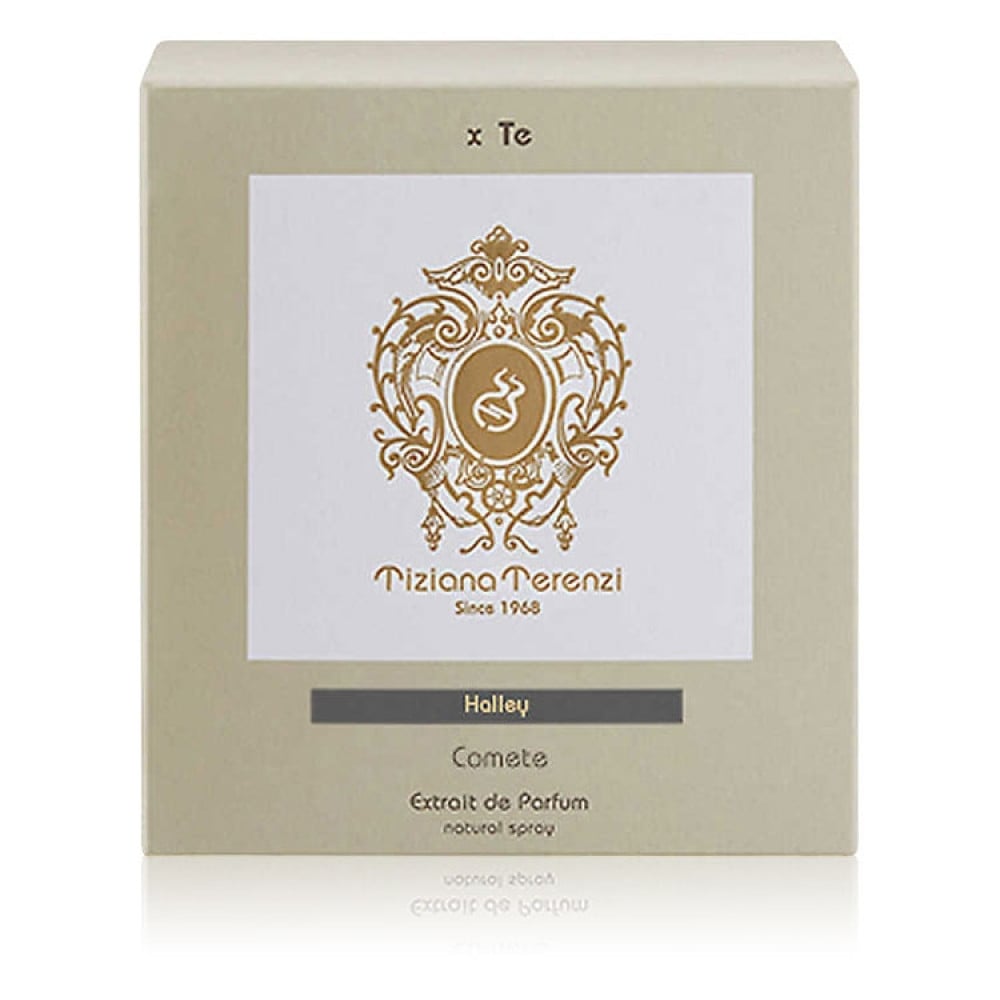 x Te
Tiziana Terenzi
Since 1968
Halley
Comete
Extrait de Parfum
natural spray